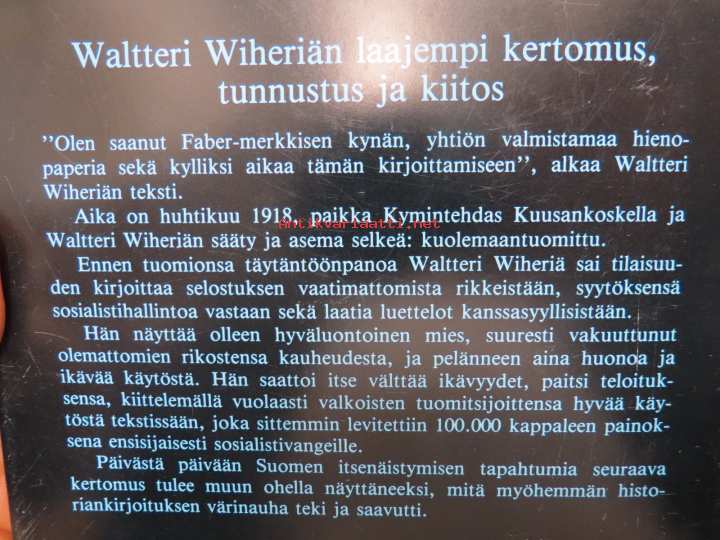 Waltteri Wiheriän laajempi kertomus,
tunnustus ja kiitos
”Olen saanut Faber-merkkisen kynän, yhtiön valmistamaa hieno-
paperia sekä kylliksi aikaa tämän kirjoittamiseen”, alkaa Waltteri
Wiheriän teksti.
Aika on huhtikuu 1918, paikka Kymintehdas Kuusankoskella ja
Antikvariaatti.net
Waltteri Wiheriän sääty ja asema selkeä: kuolemaantuomittu.
Ennen tuomionsa täytäntöönpanoa Waltteri Wiheriä sai tilaisuu-
den kirjoittaa selostuksen vaatimattomista rikkeistään, syytöksensä
sosialistihallintoa vastaan sekä laatia luettelot kanssasyyllisistään.
Hän näyttää olleen hyväluontoinen mies, suuresti vakuuttunut
olemattomien rikostensa kauheudesta, ja pelänneen aina huonoa ja
ikävää käytöstä. Hän saattoi itse välttää ikävyydet, paitsi teloituk-
sensa, kiittelemällä vuolaasti valkoisten tuomitsijoittensa hyvää käy-
töstä tekstissään, joka sittemmin levitettiin 100.000 kappaleen painok-
sena ensisijaisesti sosialistivangeille.
Päivästä päivään Suomen itsenäistymisen tapahtumia seuraava
kertomus tulee muun ohella näyttäneeksi, mitä myöhemmän histo-
riankirjoituksen värinauha teki ja saavutti.